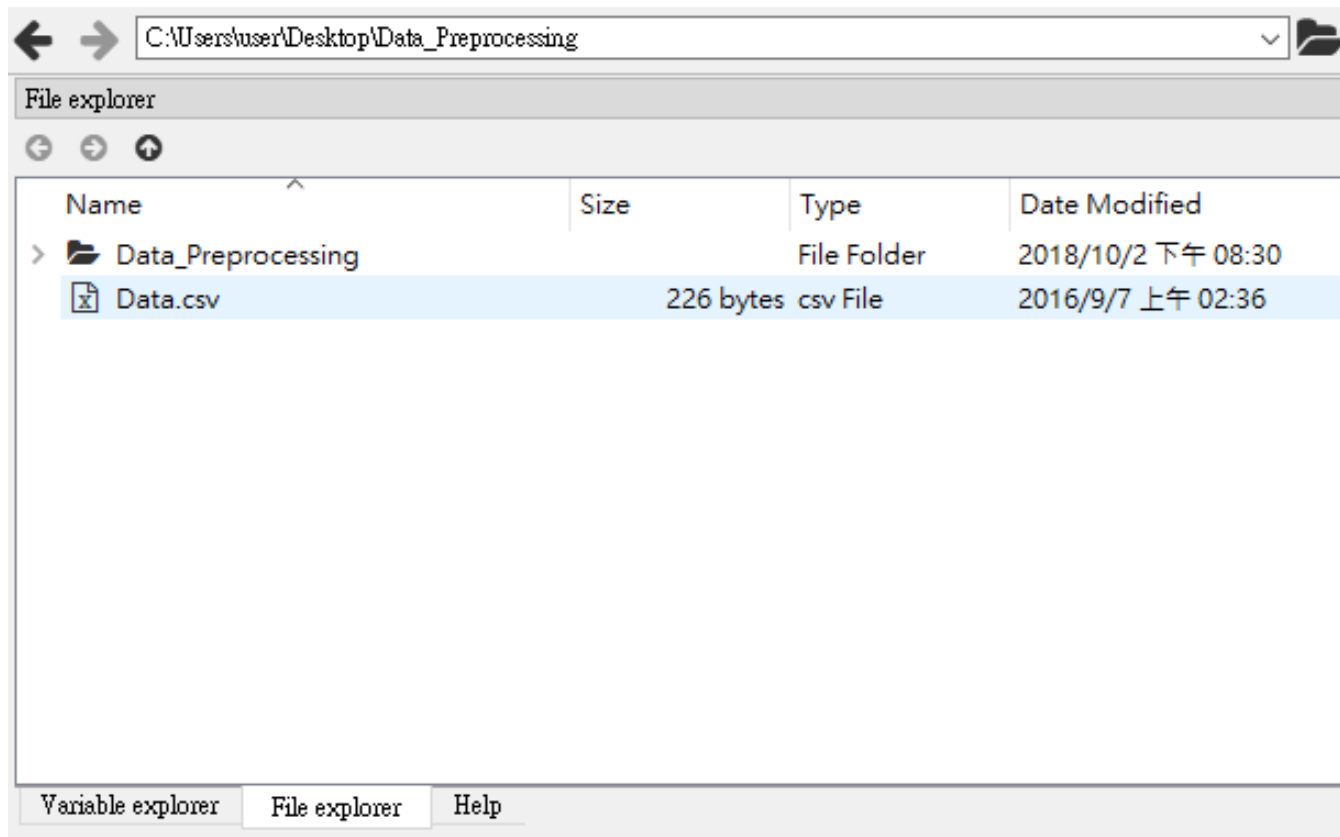 C:\Users\user\Desktop\Data_Preprocessing
File explorer
Name Size Type Date Modified
Data_Preprocessing File Folder 2018/10/2 下午 08:30
Data.csv 226 bytes csv File 2016/9/7 上午 02:36
Variable explorer File explorer Help